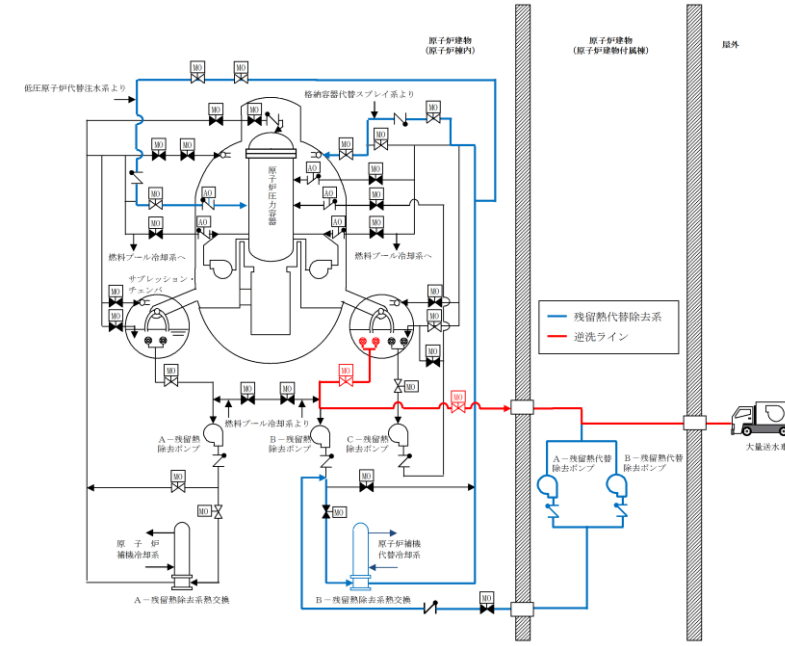 原子炉建物
(原子炉棟内)
原子炉建物
(原子炉建物付属棟)
屋外
MO
MO
低圧原子炉代替注水系より
格納容器代替スプレイ系より
MO
MO
MO
MO
MO
MO
MO
AO
MO
原子炉圧力容器
MO
AO
AO
MO
MO
AO
AO
MO
燃料プール冷却系へ
燃料プール冷却系へ
サプレッション・
チェンバ
MO
MO
MO
MO
残留熱代替除去系
逆洗ライン
MO
MO
MO
MO
MO
MO
MO
燃料プール冷却系より
A－残留熱
除去ポンプ
B－残留熱
除去ポンプ
C－残留熱
除去ポンプ
A－残留熱代替
除去ポンプ
B－残留熱代替
除去ポンプ
大量送水車
MO
MO
MO
MO
原子炉
補機冷却系
原子炉補機
代替冷却系
A－残留熱除去系熱交換
B－残留熱除去系熱交換
MO